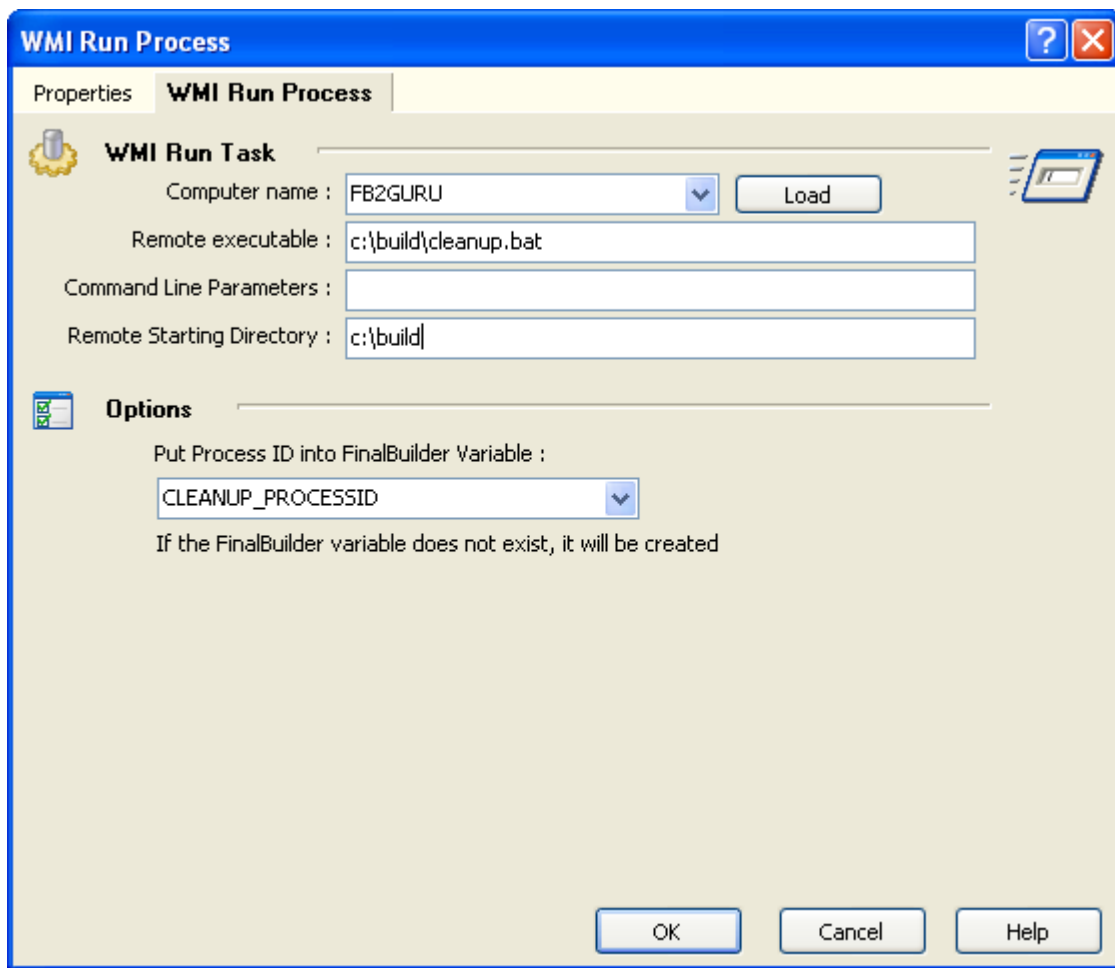 WMI Run Process
Properties WMI Run Process
WMI Run Task
Computer name : FB2GURU Load
Remote executable : c:\build\cleanup.bat
Command Line Parameters :
Remote Starting Directory : c:\build
Options
Put Process ID into FinalBuilder Variable :
CLEANUP_PROCESSID
If the FinalBuilder variable does not exist, it will be created
OK Cancel Help